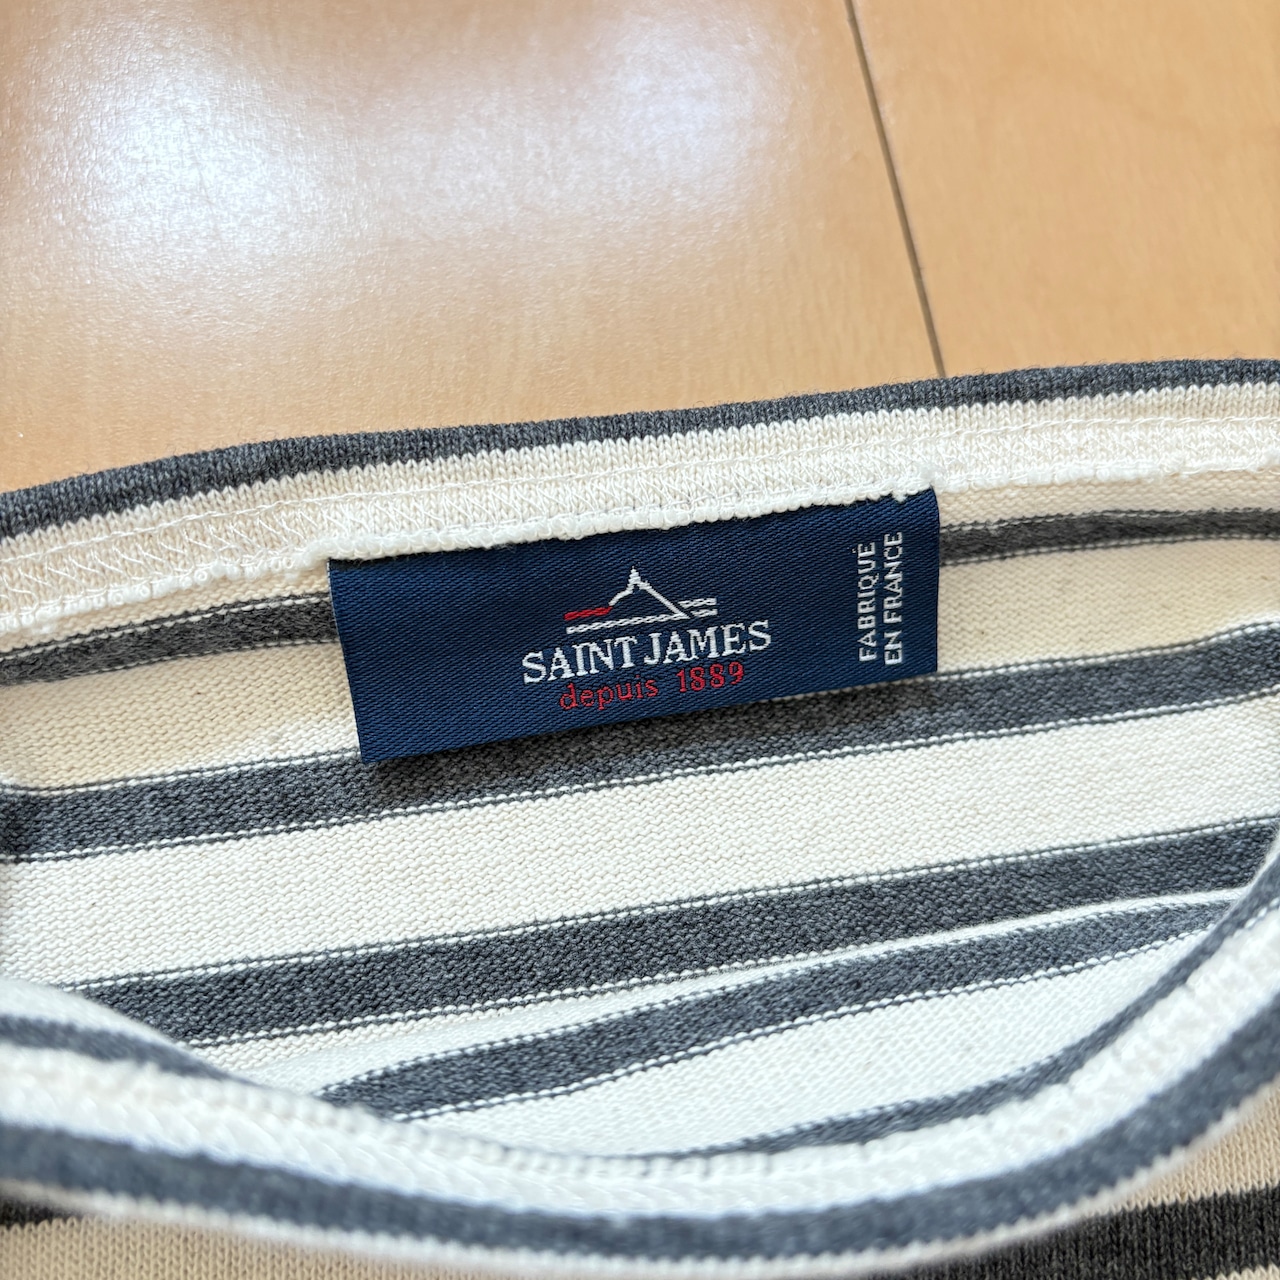 SAINT JAMES
depuis 1889
FABRIQUÉ
EN FRANCE